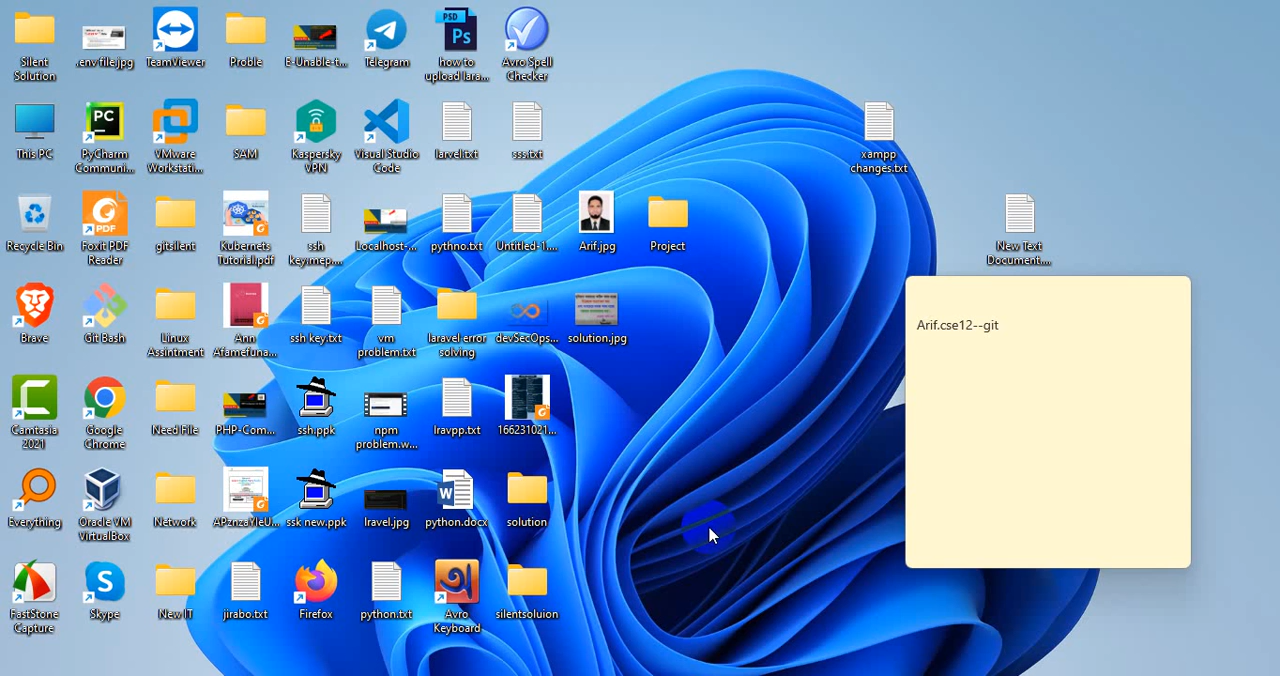 Silent
Solution
.env file.jpg
TeamViewer
Proble
E-Unable-t...
Telegram
PSD
Ps
how to
upload lara...
Avro Spell
Checker
This PC
PC
PyCharm
Communi...
VMware
Workstati...
SAM
Kaspersky
VPN
Visual Studio
Code
larvel.txt
sss.txt
xampp
changes.txt
Recycle Bin
PDF
Foxit PDF
Reader
gitsilent
Kubernets
Tutorial.pdf
ssh
key.mep....
Localhost-...
pythno.txt
Untitled-1....
Arif.jpg
Project
New Text
Document....
Brave
Git Bash
Linux
Assintment
Ann
Afamefuna...
ssh key.txt
vm
problem.txt
laravel error
solving
devSecOps...
solution.jpg
Arif.cse12--git
Camtasia
2021
Google
Chrome
Need File
PHP-Com...
ssh.ppk
npm
problem.w...
lravpp.txt
166231021...
Everything
Oracle VM
VirtualBox
Network
APznzaYleU...
ssk new.ppk
lravel.jpg
W
python.docx
solution
FastStone
Capture
S
Skype
New IT
jirabo.txt
Firefox
python.txt
অ
Avro
Keyboard
silentsoluion